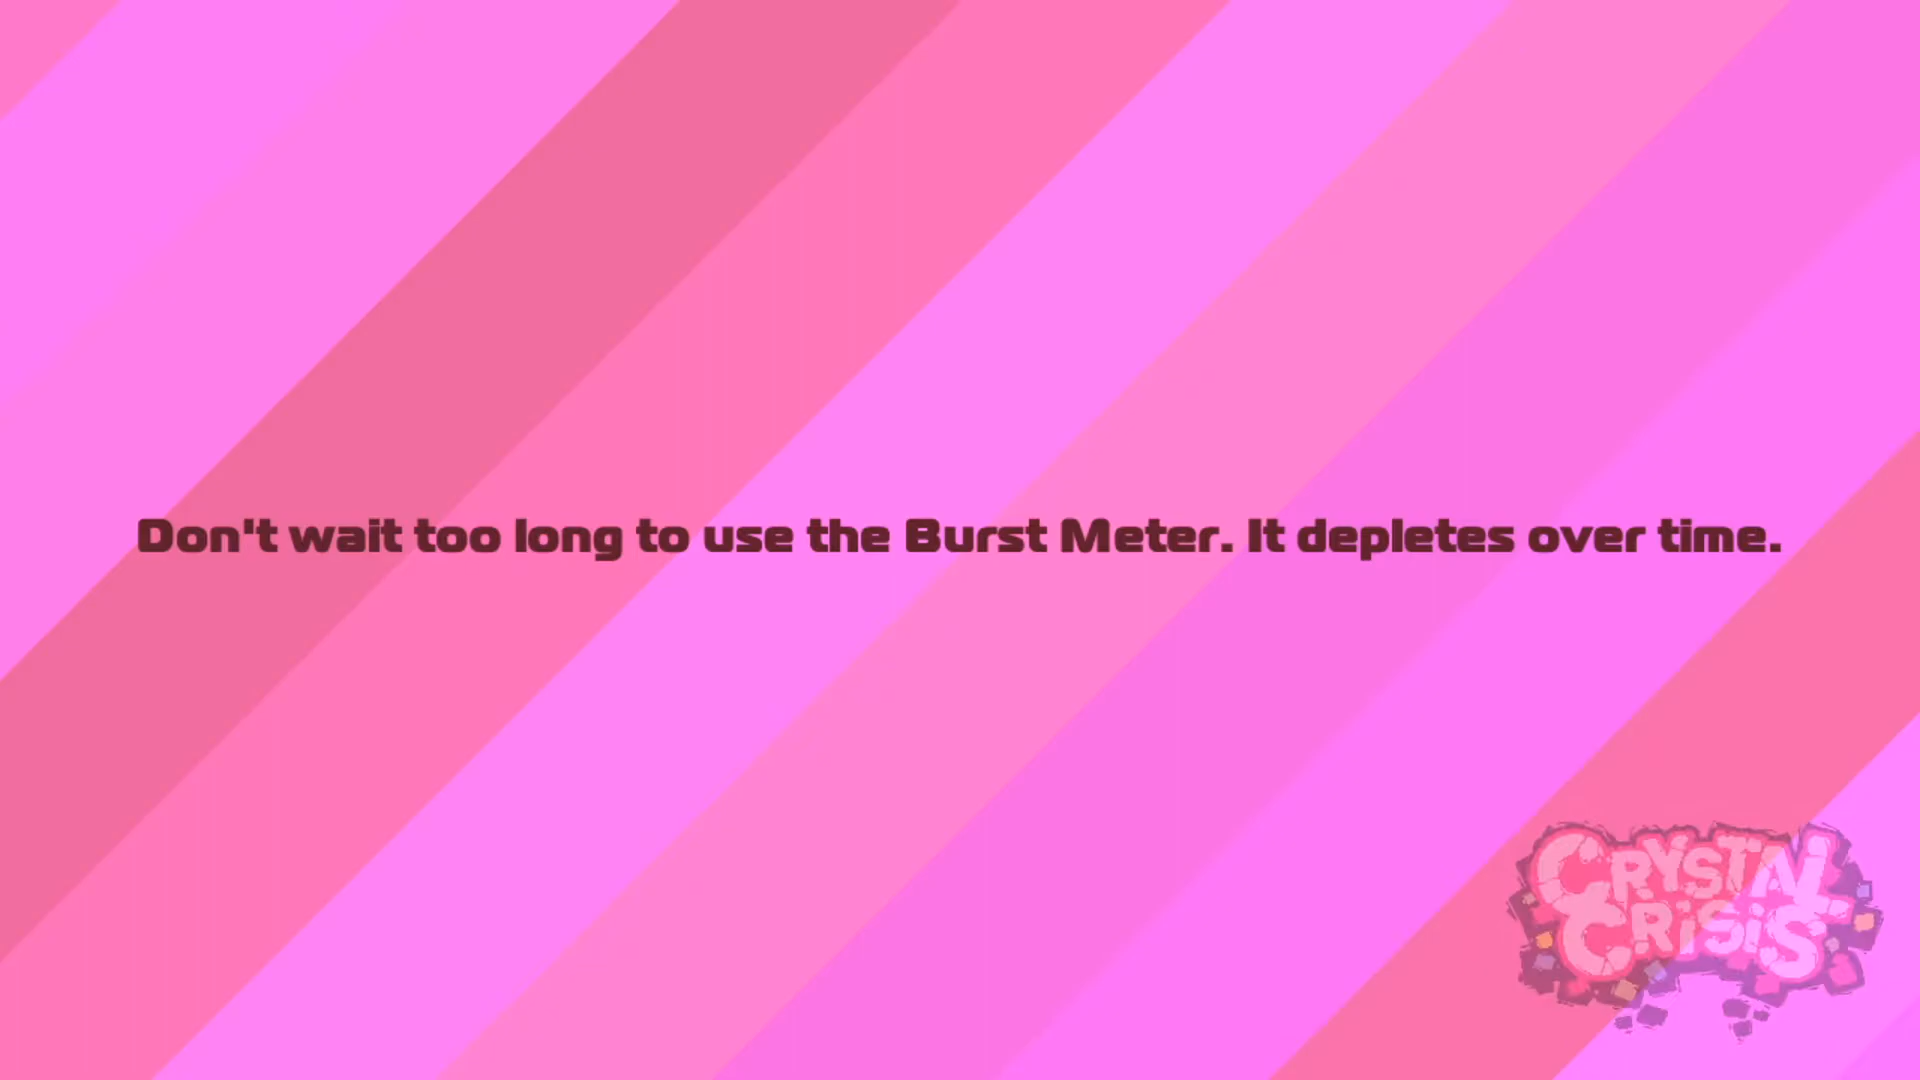 Don't wait too long to use the Burst Meter. It depletes over time.
CRYSTAL
CRISIS